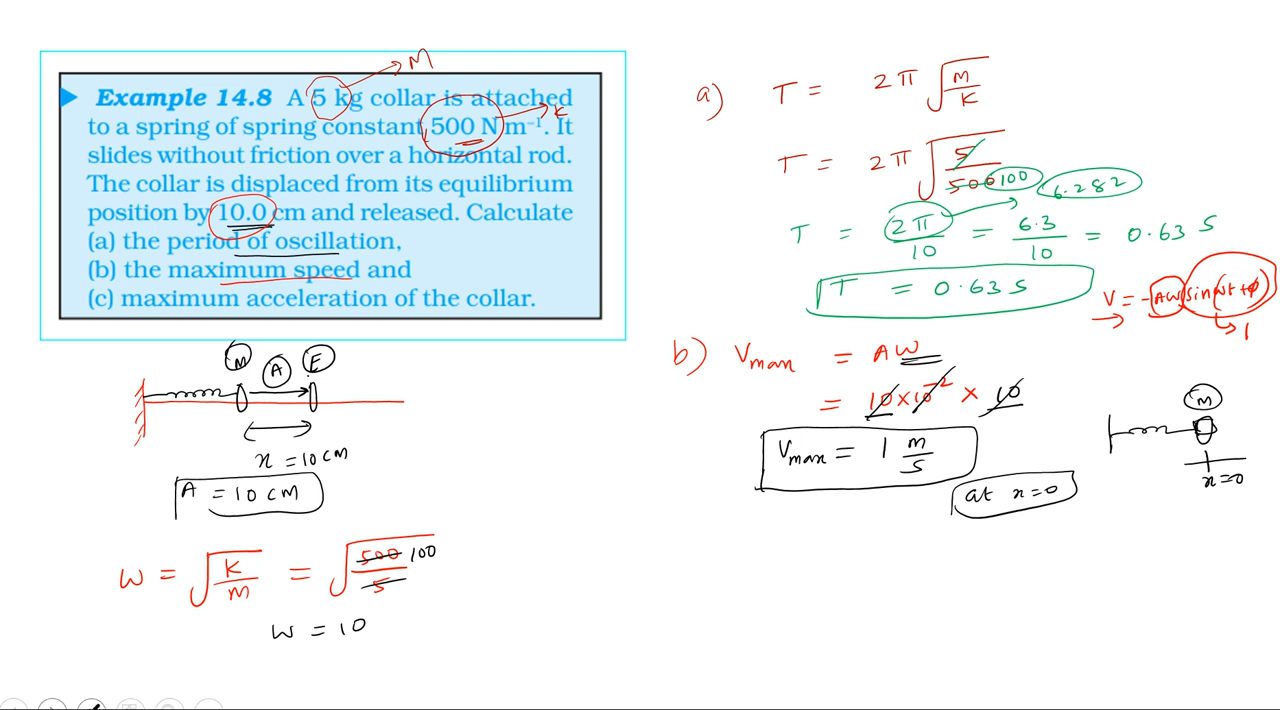 Example 14.8 A 5 kg collar is attached
to a spring of spring constant 500 N m⁻¹. It
slides without friction over a horizontal rod.
The collar is displaced from its equilibrium
position by 10.0 cm and released. Calculate
(a) the period of oscillation,
(b) the maximum speed and
(c) maximum acceleration of the collar.
M
K
M A E
x = 10 cm
A = 10 cm
W = √(K/m) = √(500/5) 100
W = 10
a) T = 2π √(M/K)
T = 2π √(5/500) 100
6.282
T = 2π/10 = 6.3/10 = 0.63 S
T = 0.63 S
V = -AW sin(wt+φ)
1
b) Vmax = AW
= 10 × 10⁻² × 10
Vmax = 1 m/s
at x = 0
M
x = 0